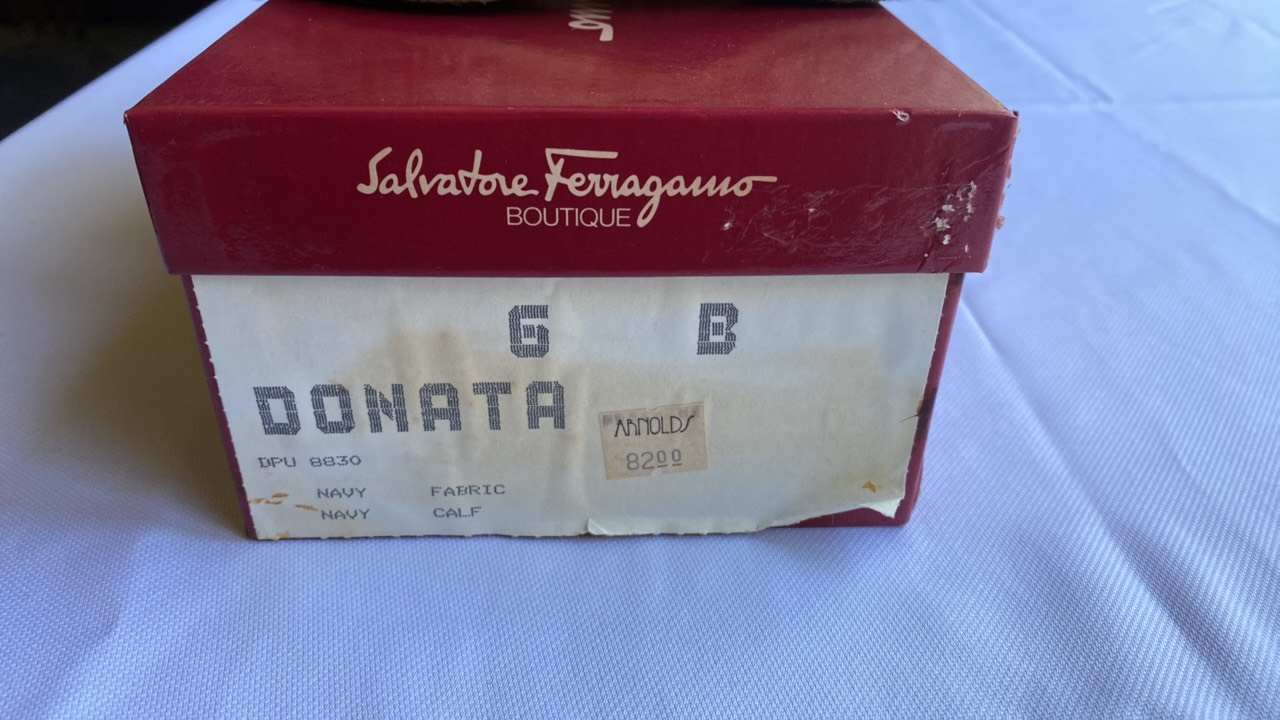 Salvatore Ferragamo
BOUTIQUE
6 B
DONATA
ARNOLDS
8200
DPU 8830
NAVY FABRIC
NAVY CALF